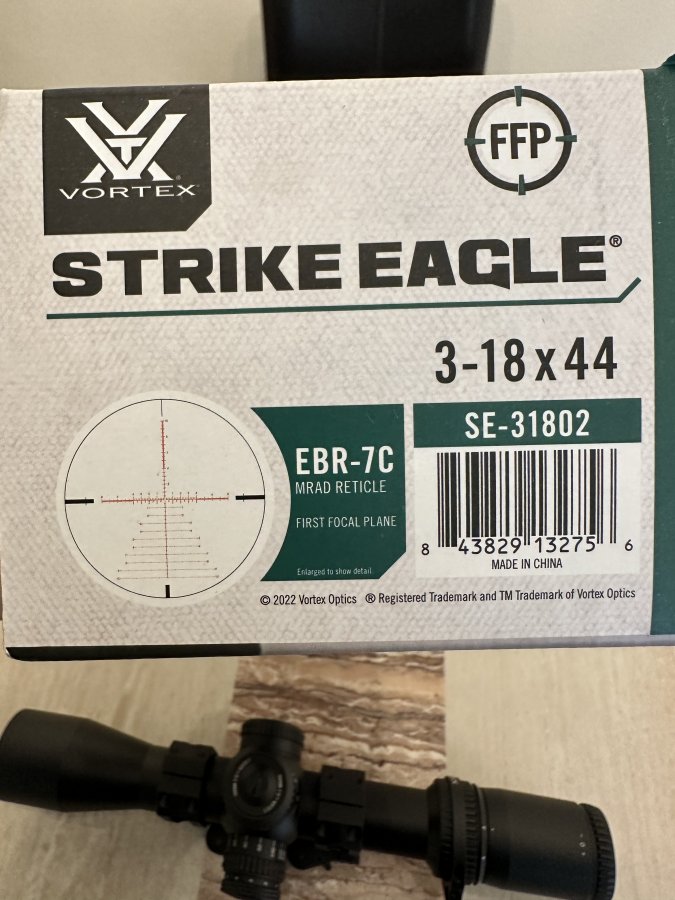 VORTEX®
FFP
STRIKE EAGLE®
3-18x44
SE-31802
EBR-7C
MRAD RETICLE
FIRST FOCAL PLANE
Enlarged to show detail.
8 43829 13275 6
MADE IN CHINA
© 2022 Vortex Optics ® Registered Trademark and TM Trademark of Vortex Optics